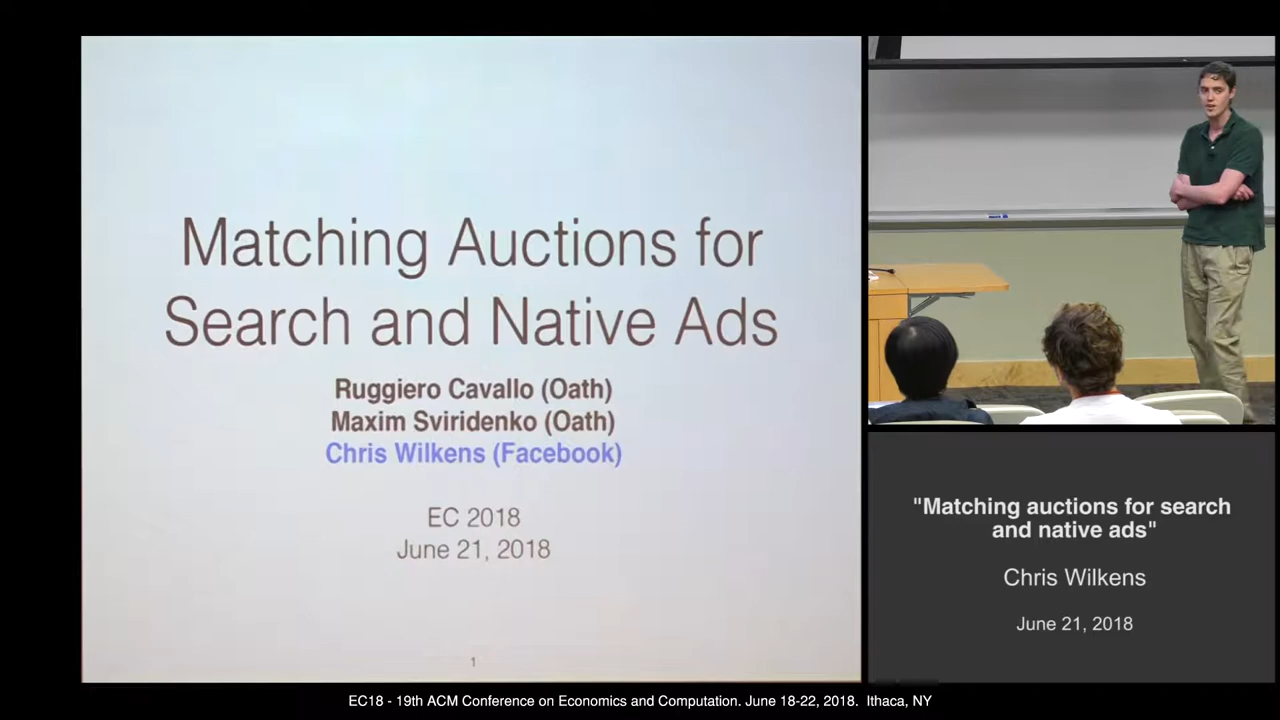 Matching Auctions for
Search and Native Ads
Ruggiero Cavallo (Oath)
Maxim Sviridenko (Oath)
Chris Wilkens (Facebook)
EC 2018
June 21, 2018
1
"Matching auctions for search
and native ads"
Chris Wilkens
June 21, 2018
EC18 - 19th ACM Conference on Economics and Computation. June 18-22, 2018. Ithaca, NY